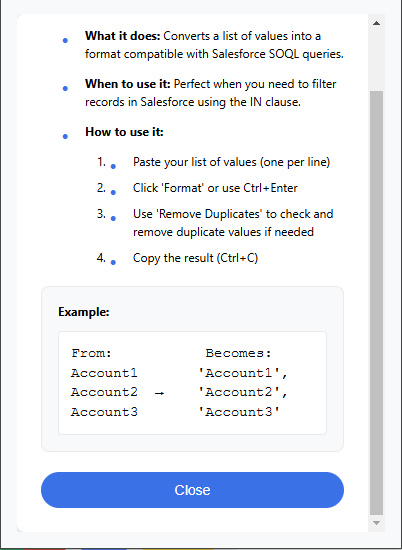 What it does: Converts a list of values into a
format compatible with Salesforce SOQL queries.
When to use it: Perfect when you need to filter
records in Salesforce using the IN clause.
How to use it:
1. Paste your list of values (one per line)
2. Click 'Format' or use Ctrl+Enter
3. Use 'Remove Duplicates' to check and
remove duplicate values if needed
4. Copy the result (Ctrl+C)
Example:
From: Becomes:
Account1 'Account1',
Account2 → 'Account2',
Account3 'Account3'
Close